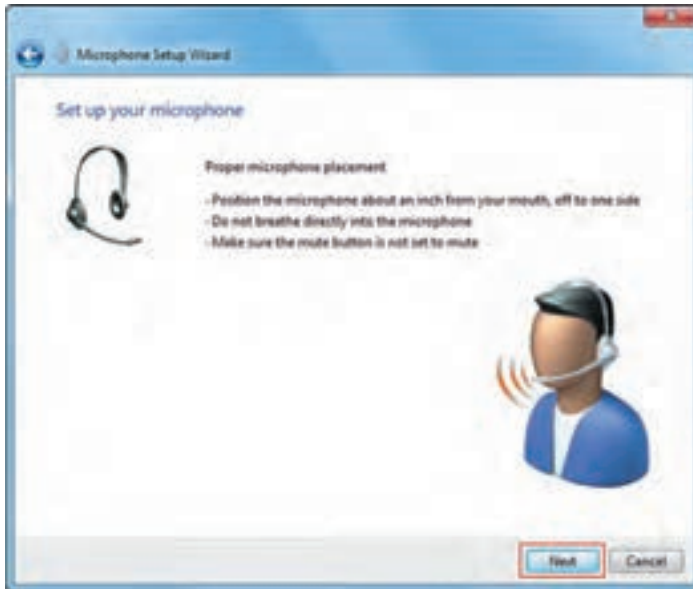 Microphone Setup Wizard
Set up your microphone
Proper microphone placement
- Position the microphone about an inch from your mouth, off to one side
- Do not breathe directly into the microphone
- Make sure the mute button is not set to mute
Next Cancel